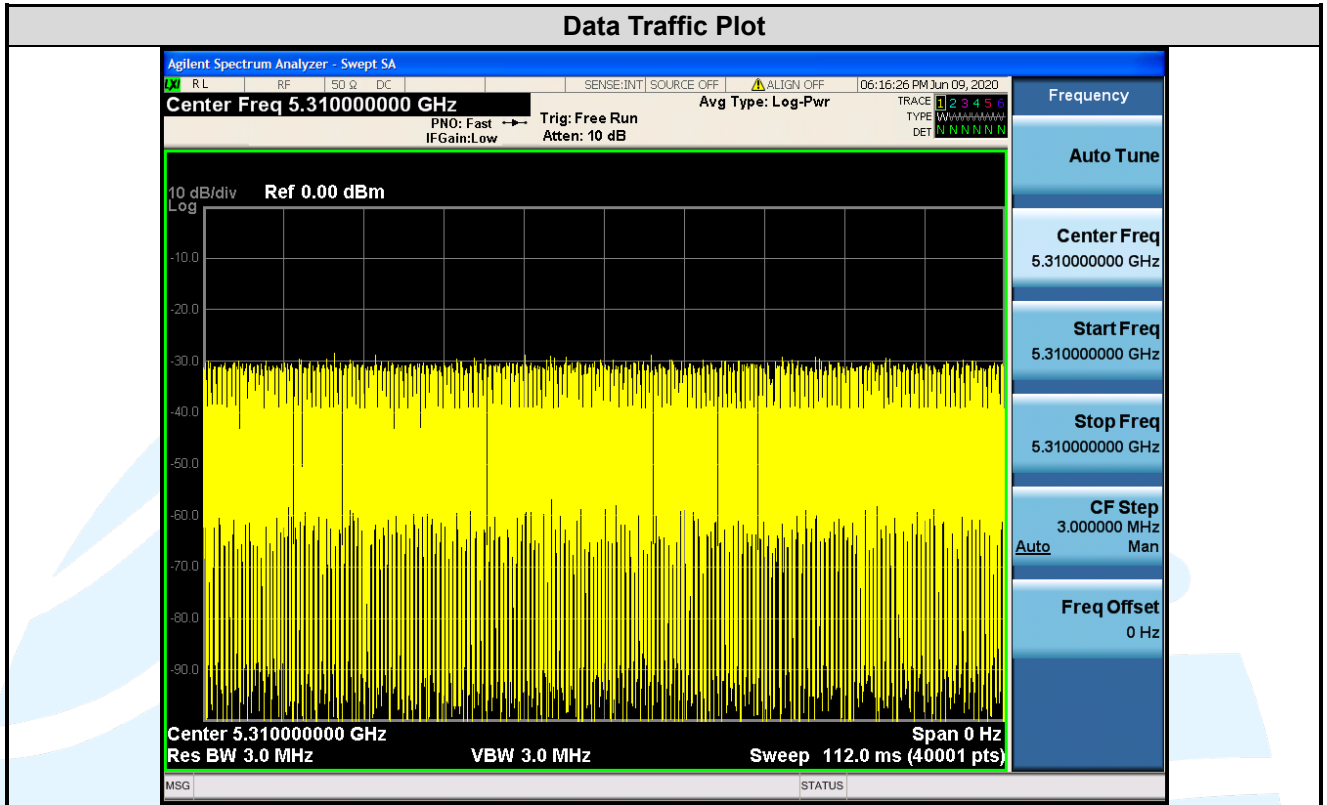 Data Traffic Plot
Agilent Spectrum Analyzer - Swept SA
LXI RL RF 50 Ω DC SENSE:INT SOURCE OFF ALIGN OFF 06:16:26 PM Jun 09, 2020
Center Freq 5.310000000 GHz Avg Type: Log-Pwr TRACE 1 2 3 4 5 6
PNO: Fast Trig: Free Run TYPE WWWWWW
IFGain:Low Atten: 10 dB DET N N N N N N
10 dB/div Ref 0.00 dBm
Log
-10.0
-20.0
-30.0
-40.0
-50.0
-60.0
-70.0
-80.0
-90.0
Center 5.310000000 GHz Span 0 Hz
Res BW 3.0 MHz VBW 3.0 MHz Sweep 112.0 ms (40001 pts)
MSG STATUS
Frequency
Auto Tune
Center Freq
5.310000000 GHz
Start Freq
5.310000000 GHz
Stop Freq
5.310000000 GHz
CF Step
3.000000 MHz
Auto Man
Freq Offset
0 Hz